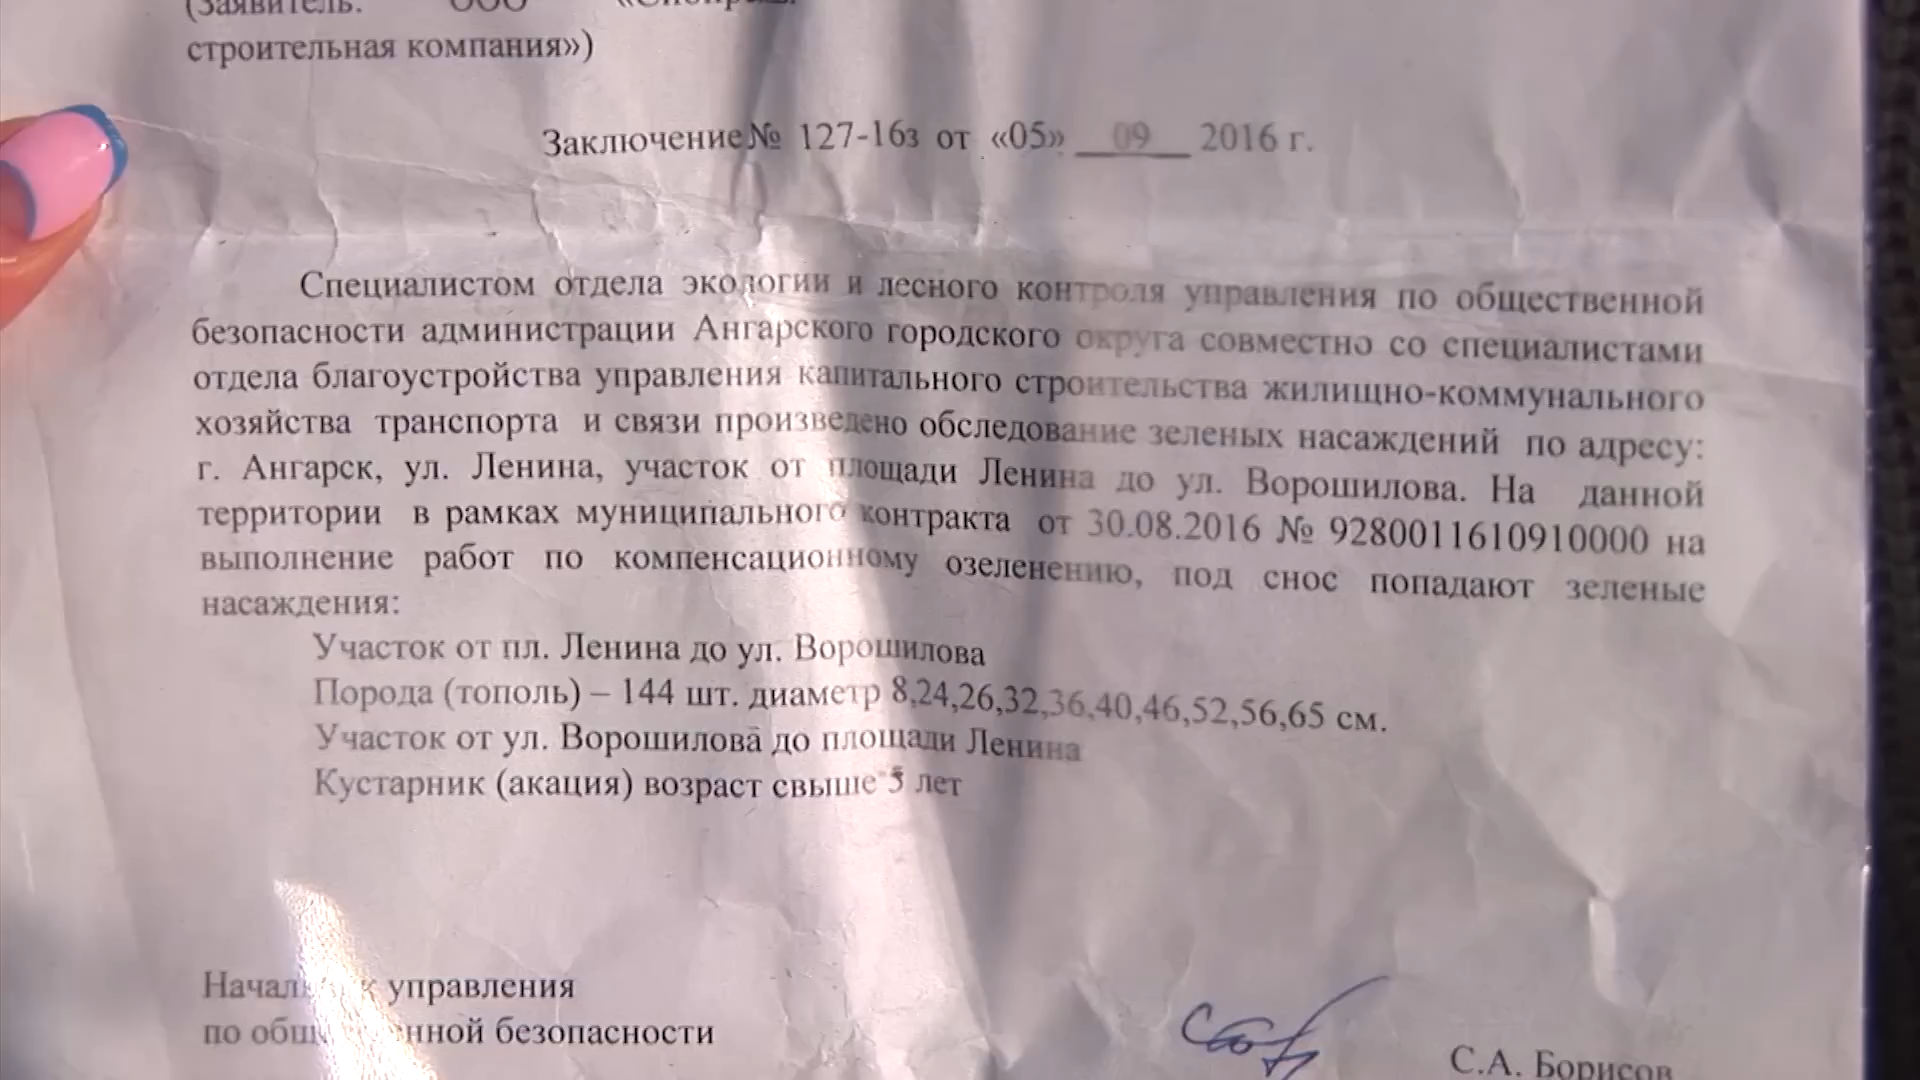 (Заявитель: ООО
строительная компания»)
Заключение№ 127-16з от «05» 09 2016 г.
Специалистом отдела экологии и лесного контроля управления по общественной
безопасности администрации Ангарского городского округа совместно со специалистами
отдела благоустройства управления капитального строительства жилищно-коммунального
хозяйства транспорта и связи произведено обследование зеленых насаждений по адресу:
г. Ангарск, ул. Ленина, участок от площади Ленина до ул. Ворошилова. На данной
территории в рамках муниципального контракта от 30.08.2016 № 9280011610910000 на
выполнение работ по компенсационному озеленению, под снос попадают зеленые
насаждения:
Участок от пл. Ленина до ул. Ворошилова
Порода (тополь) – 144 шт. диаметр 8,24,26,32,36,40,46,52,56,65 см.
Участок от ул. Ворошилова до площади Ленина
Кустарник (акация) возраст свыше 5 лет
Начальник управления
по общественной безопасности
С.А. Борисов